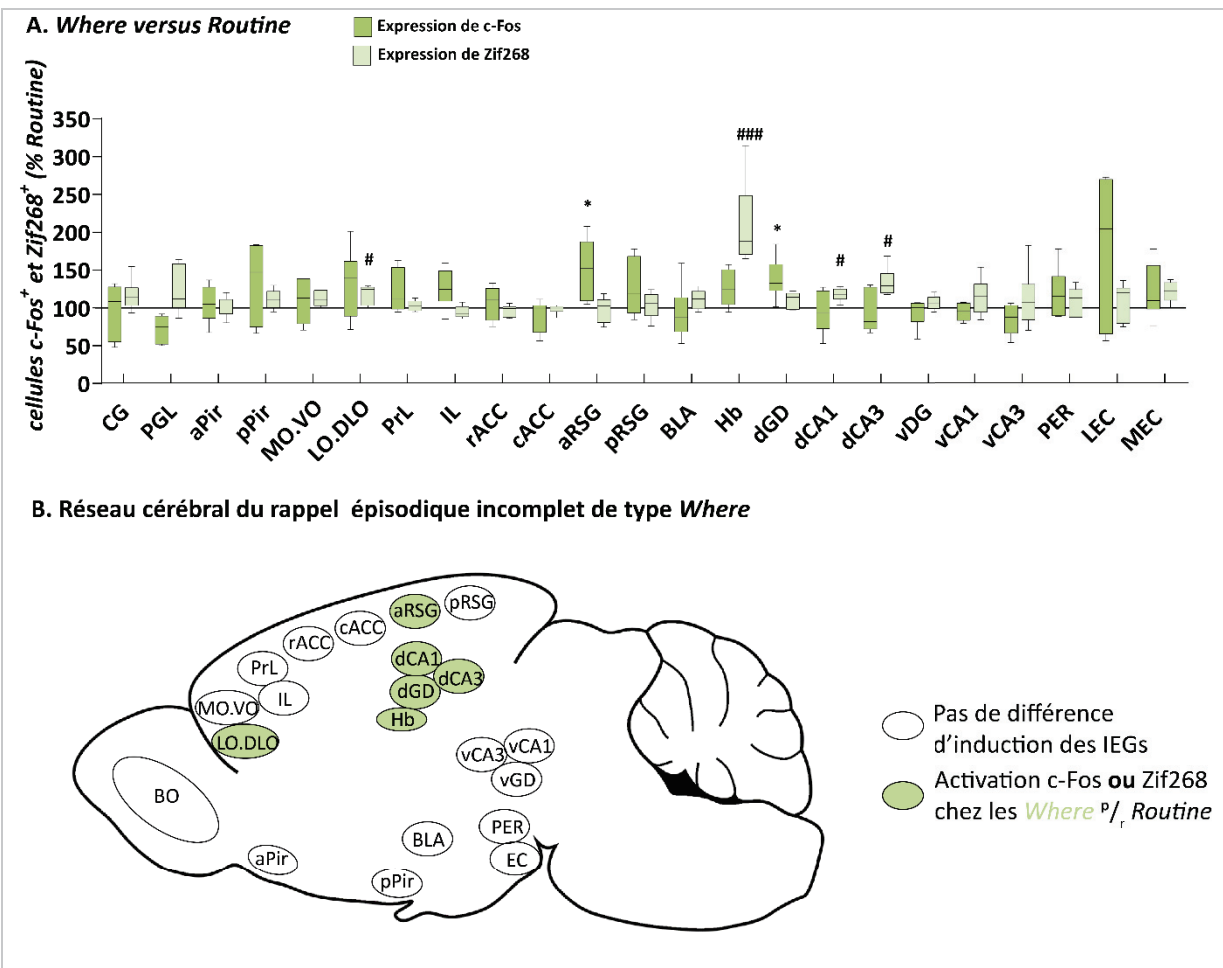 A. Where versus Routine
Expression de c-Fos
Expression de Zif268
cellules c-Fos+ et Zif268+ (% Routine)
350
300
250
200
150
100
50
0
*
#
###
*
#
#
CG
PGL
aPir
pPir
MO.VO
LO.DLO
PrL
IL
rACC
cACC
aRSG
pRSG
BLA
Hb
dGD
dCA1
dCA3
vDG
vCA1
vCA3
PER
LEC
MEC
B. Réseau cérébral du rappel épisodique incomplet de type Where
aRSG
pRSG
cACC
rACC
PrL
IL
MO.VO
LO.DLO
dCA1
dCA3
dGD
Hb
vCA3
vCA1
vGD
BO
BLA
PER
EC
aPir
pPir
Pas de différence
d'induction des IEGs
Activation c-Fos ou Zif268
chez les Where p/r Routine